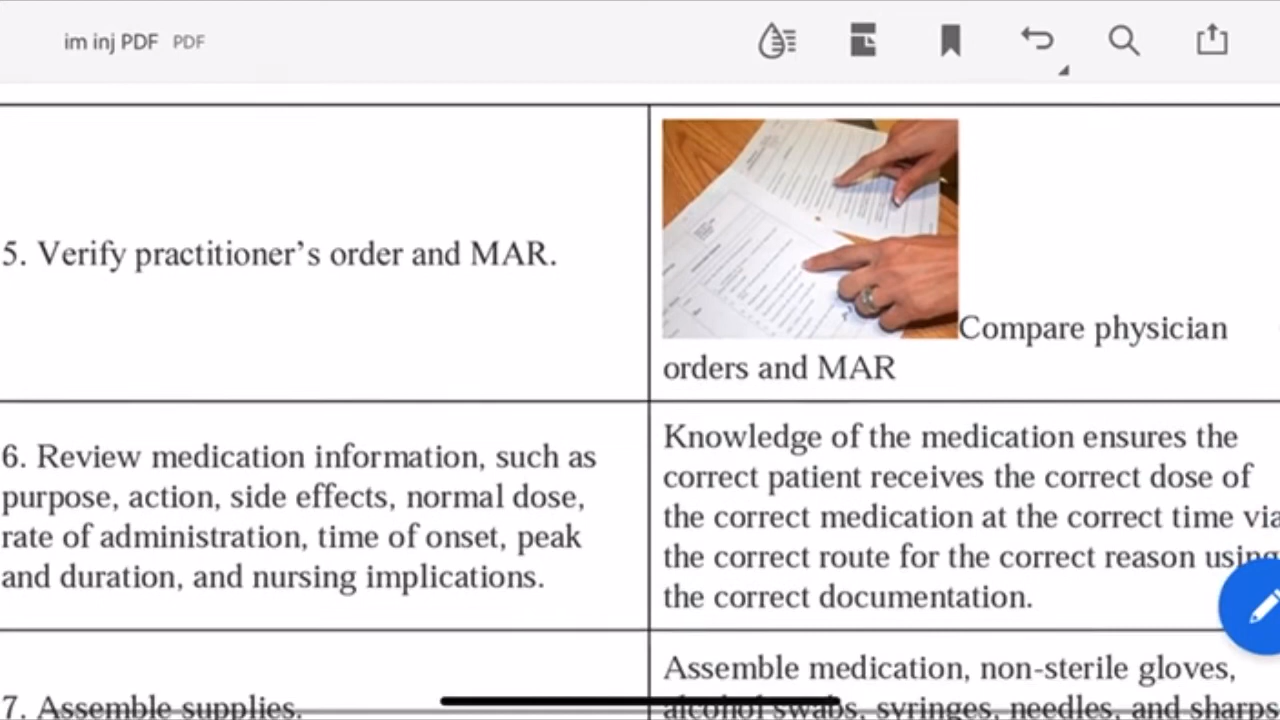 im inj PDF PDF
5. Verify practitioner’s order and MAR.
Compare physician
orders and MAR
6. Review medication information, such as
purpose, action, side effects, normal dose,
rate of administration, time of onset, peak
and duration, and nursing implications.
Knowledge of the medication ensures the
correct patient receives the correct dose of
the correct medication at the correct time via
the correct route for the correct reason using
the correct documentation.
7. Assemble supplies.
Assemble medication, non-sterile gloves,
alcohol swabs, syringes, needles, and sharps